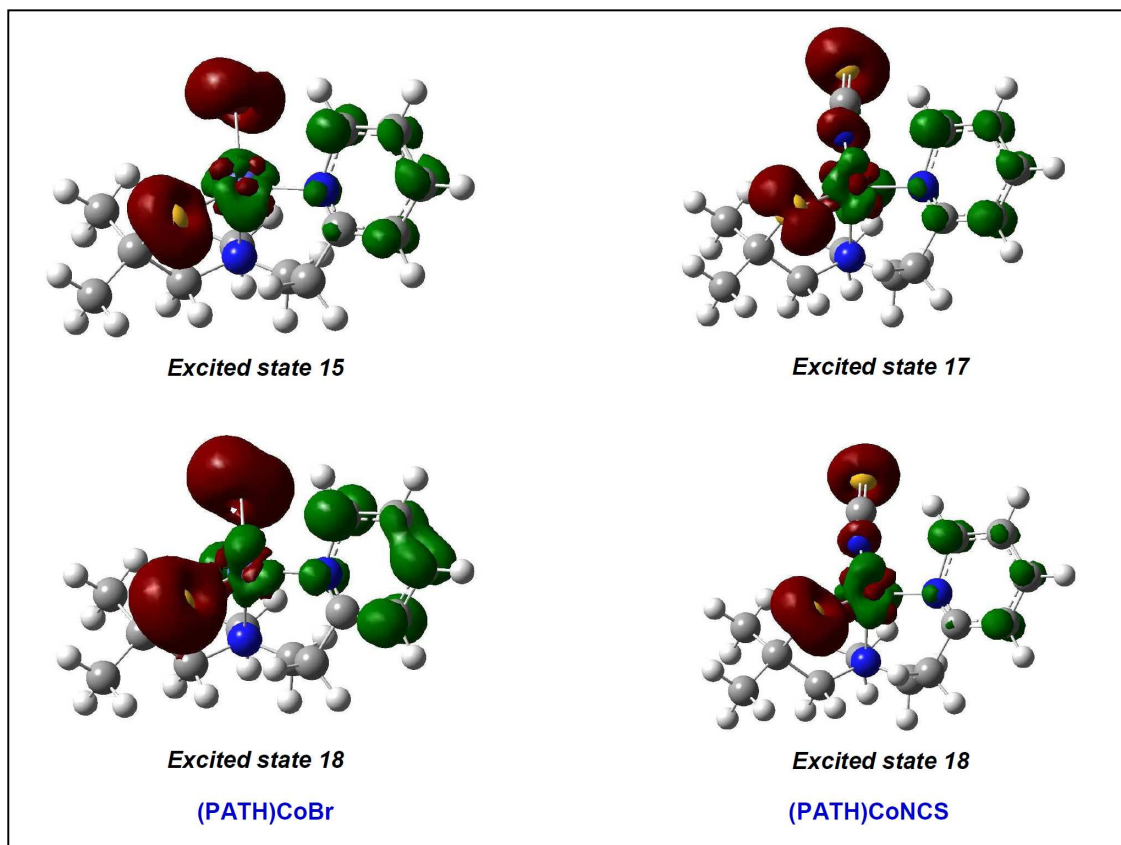 Excited state 15
Excited state 17
Excited state 18
Excited state 18
(PATH)CoBr
(PATH)CoNCS